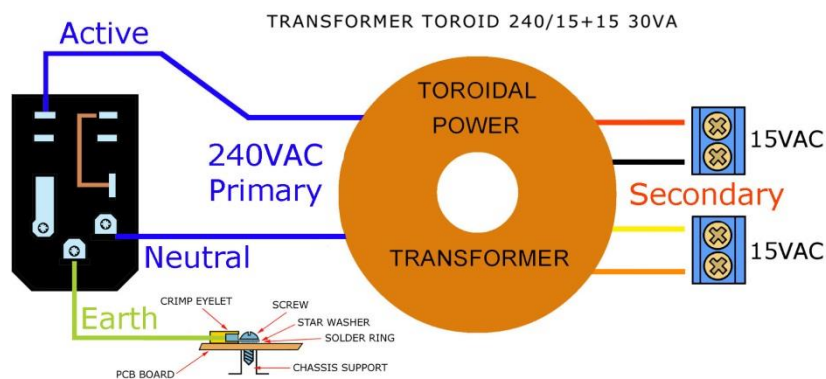 TRANSFORMER TOROID 240/15+15 30VA
Active
TOROIDAL
POWER
15VAC
240VAC
Primary
Secondary
Neutral
TRANSFORMER
15VAC
Earth
CRIMP EYELET
SCREW
STAR WASHER
SOLDER RING
PCB BOARD
CHASSIS SUPPORT